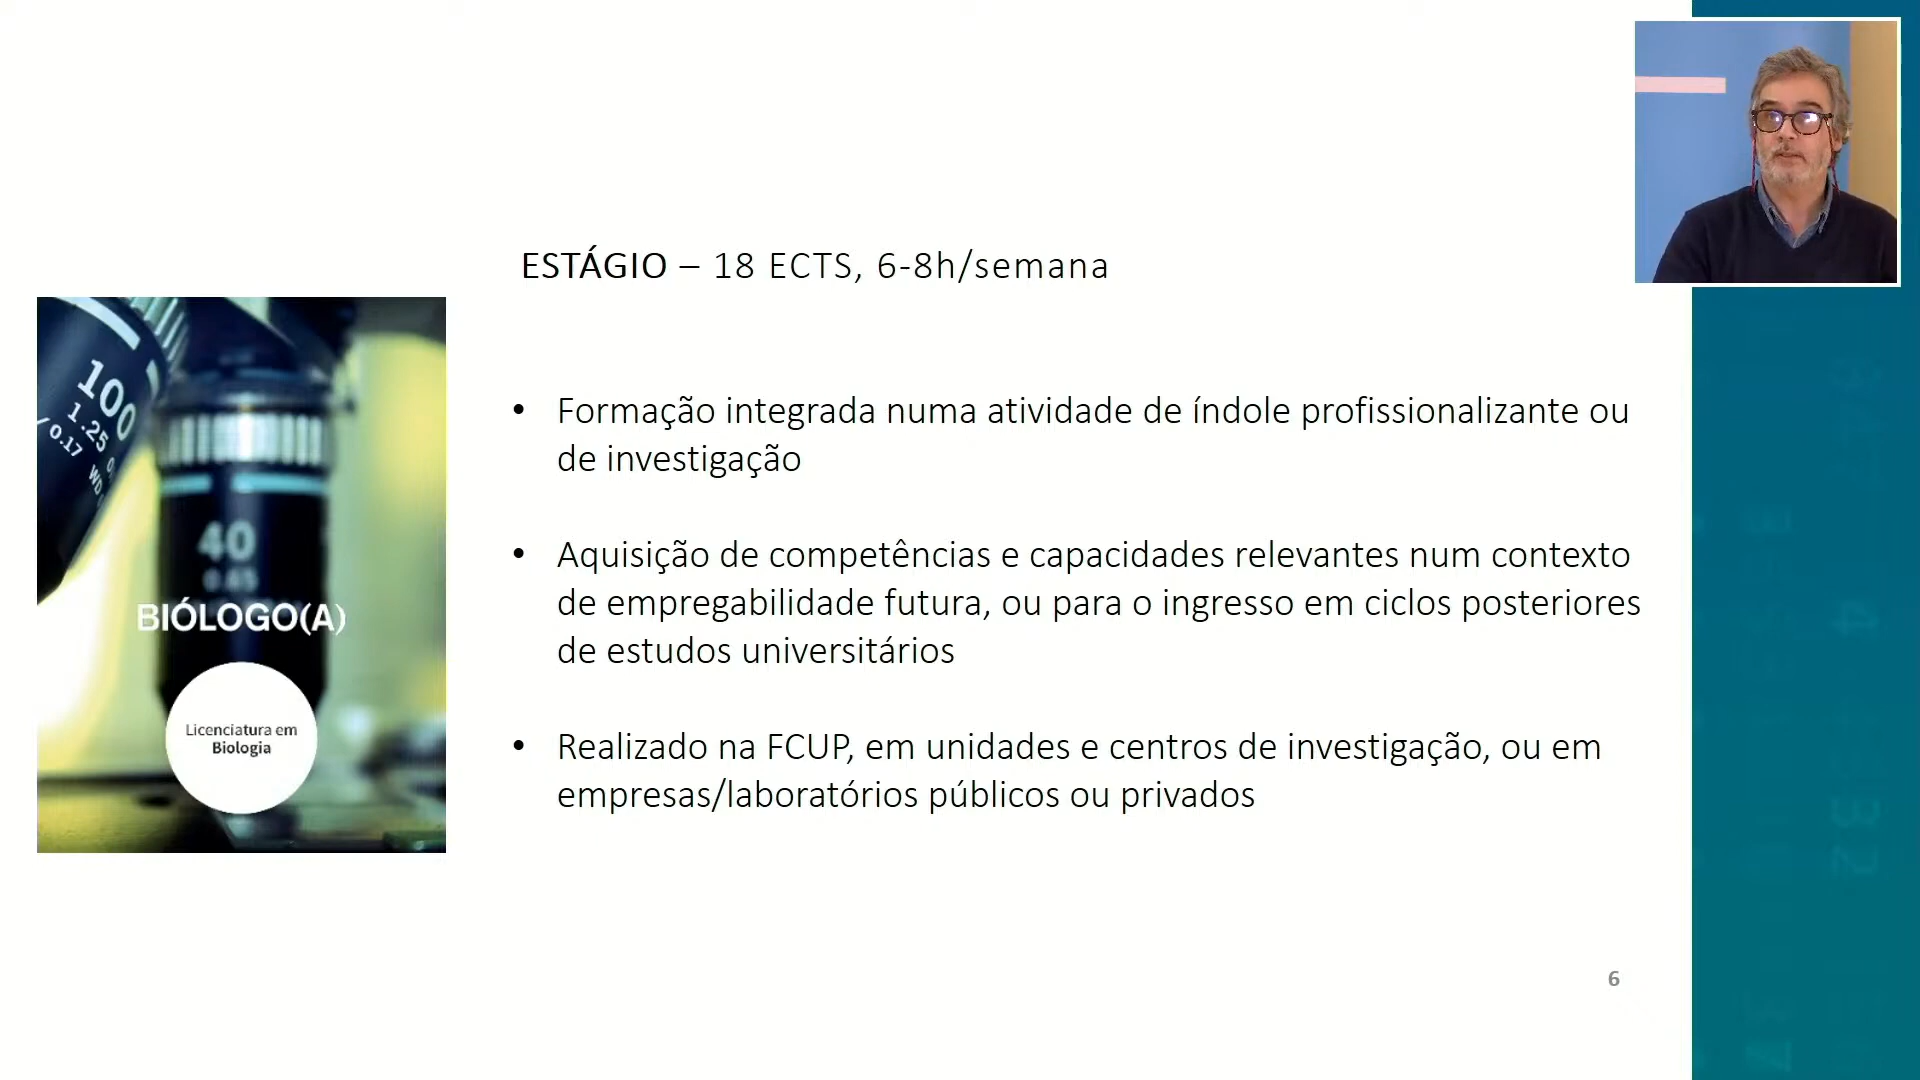 ESTÁGIO – 18 ECTS, 6-8h/semana
100
1.25
0.17 WD
40
0.65
BIÓLOGO(A)
Licenciatura em
Biologia
• Formação integrada numa atividade de índole profissionalizante ou
de investigação
• Aquisição de competências e capacidades relevantes num contexto
de empregabilidade futura, ou para o ingresso em ciclos posteriores
de estudos universitários
• Realizado na FCUP, em unidades e centros de investigação, ou em
empresas/laboratórios públicos ou privados
6